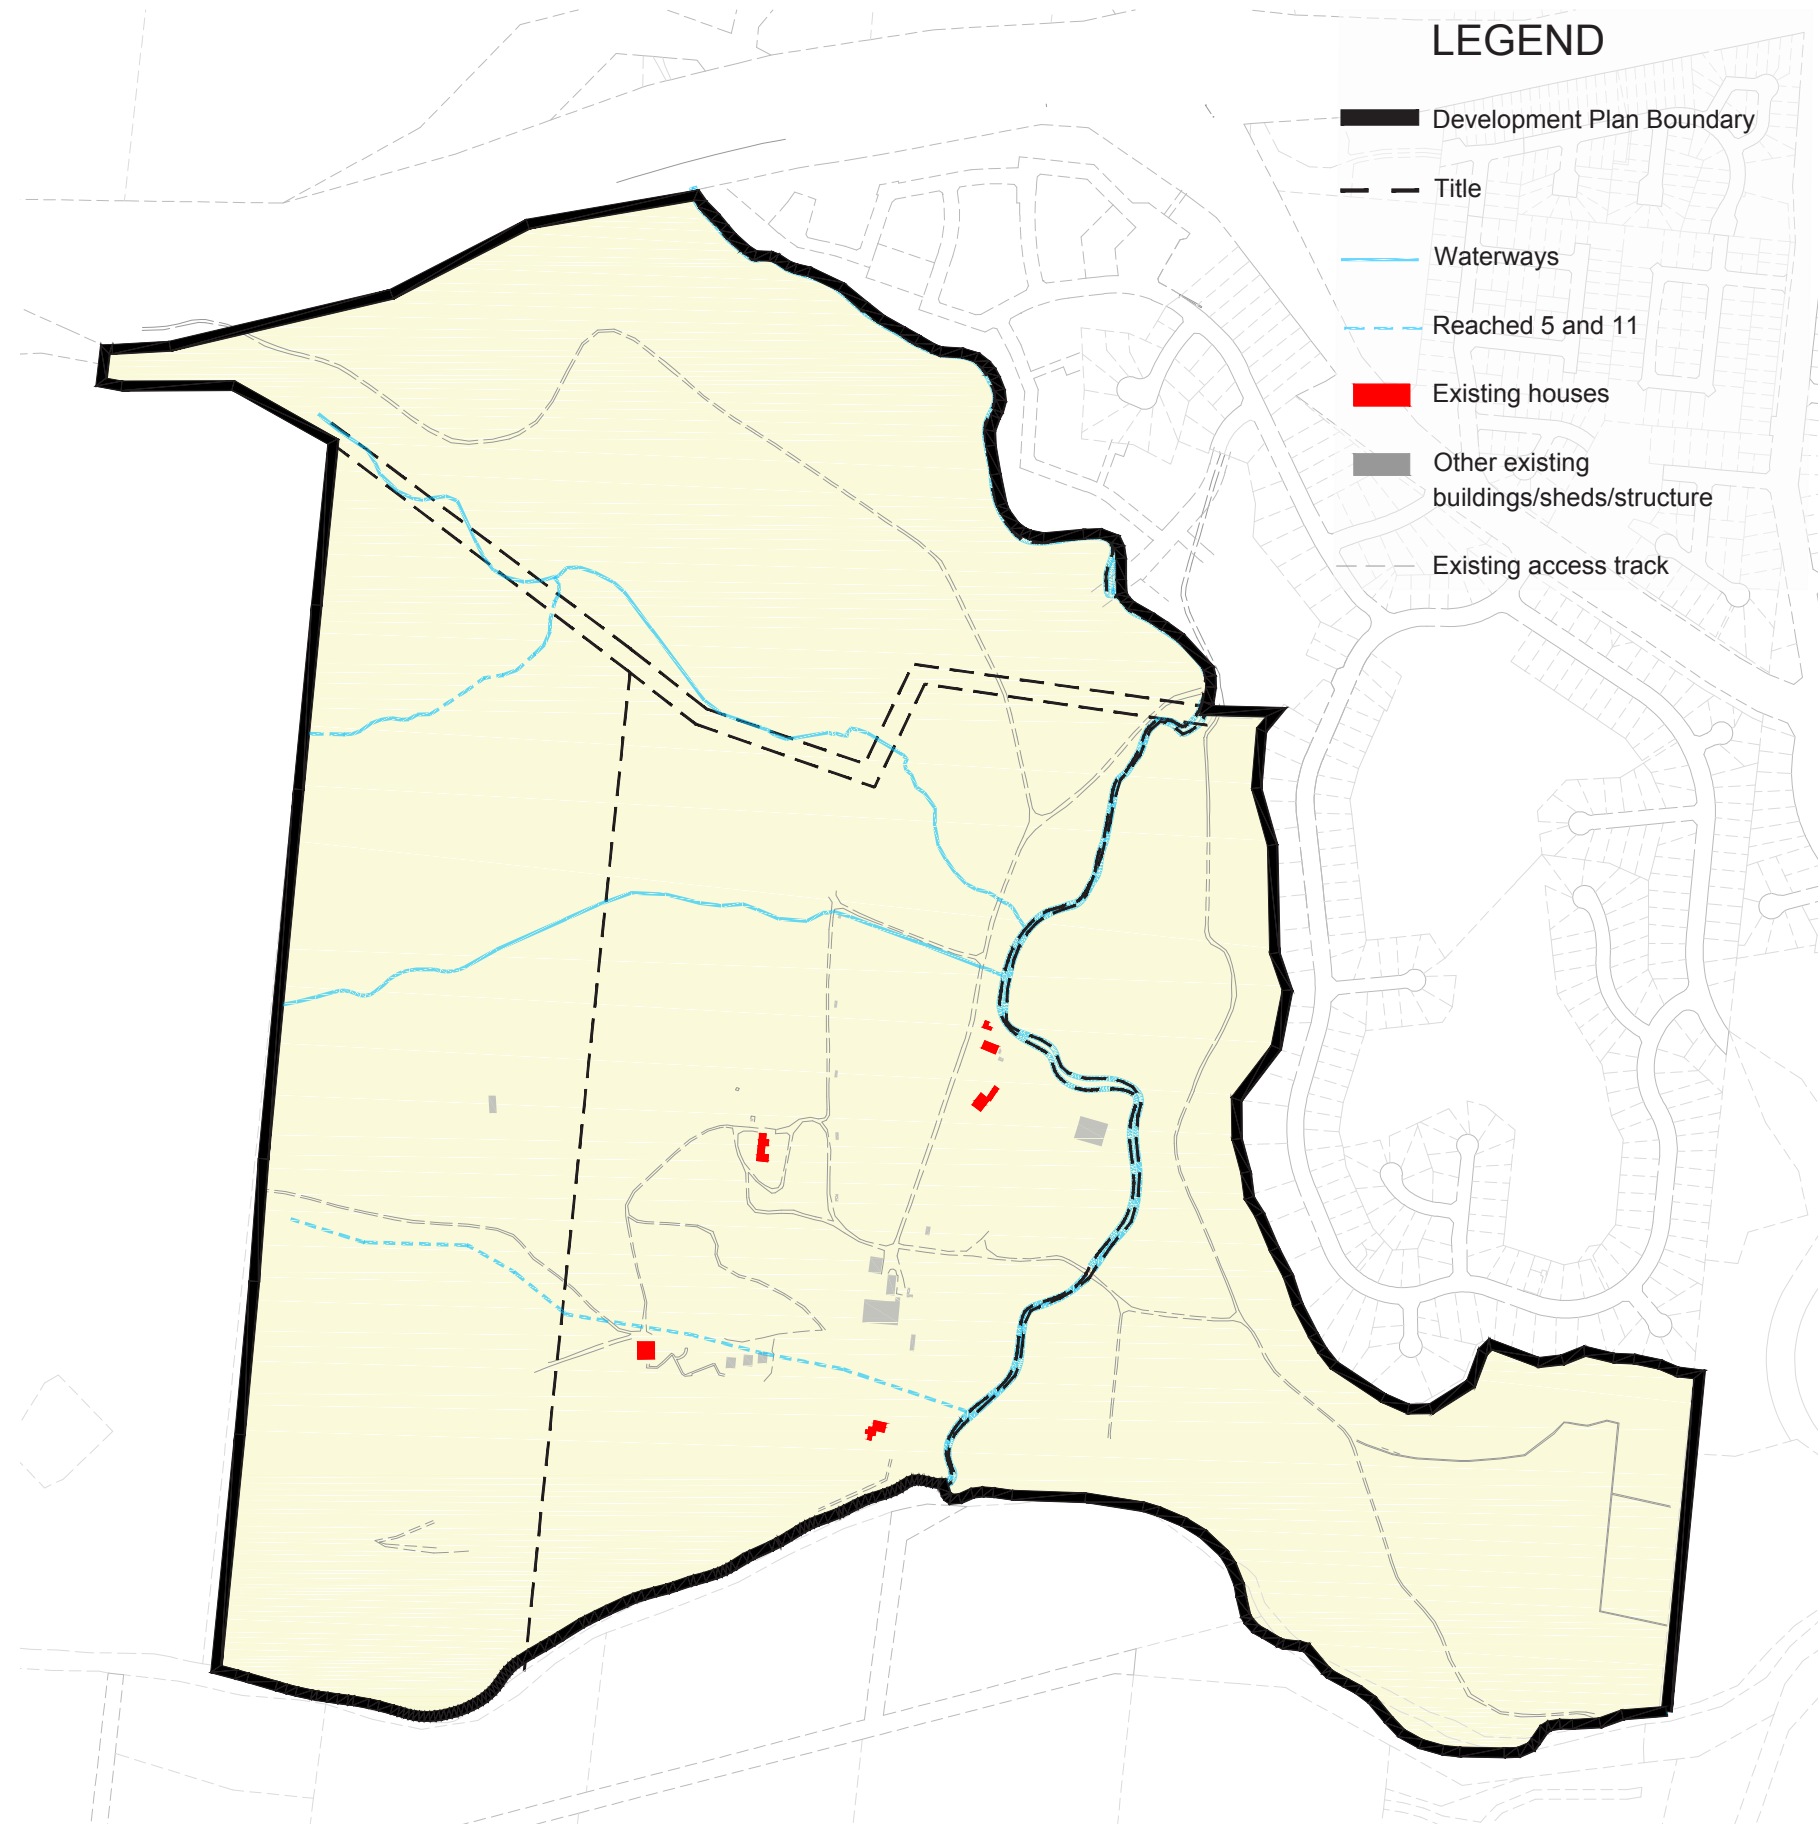 LEGEND
Development Plan Boundary
Title
Waterways
Reached 5 and 11
Existing houses
Other existing
buildings/sheds/structure
Existing access track